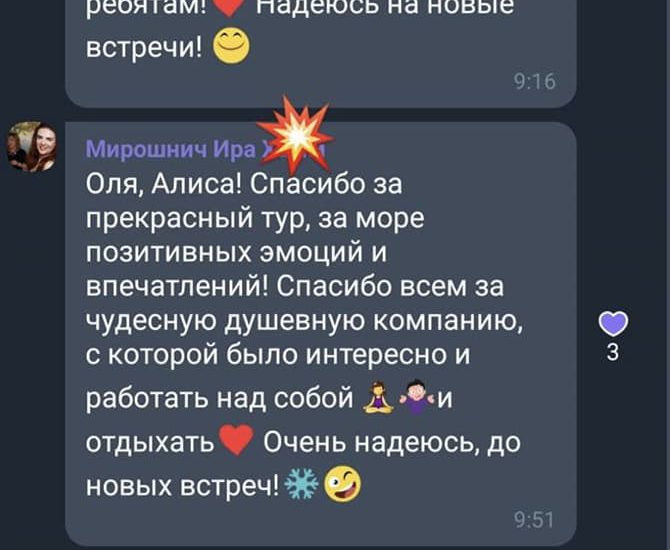 ребятам! ❤️ Надеюсь на новые
встречи! 😊
9:16
Мирошнич Ира
Оля, Алиса! Спасибо за
прекрасный тур, за море
позитивных эмоций и
впечатлений! Спасибо всем за
чудесную душевную компанию,
с которой было интересно и
работать над собой 🧘‍♀️🤷‍♂️и
отдыхать❤️ Очень надеюсь, до
новых встреч!❄️🤪
3
9:51